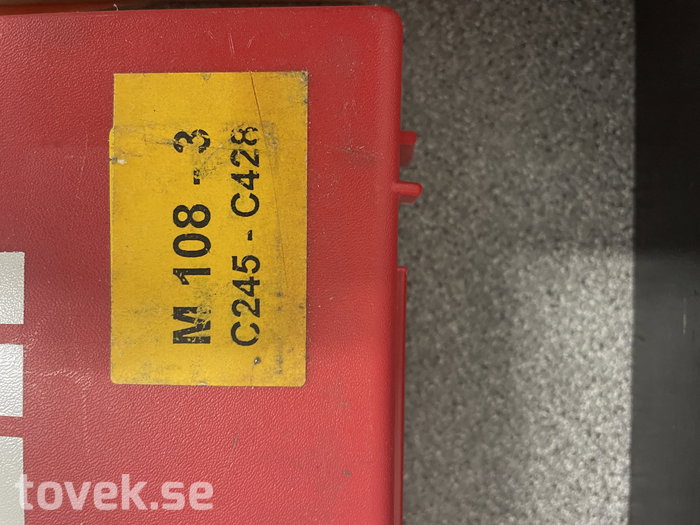 M 108 - 3
C245 - C428
tovek.se